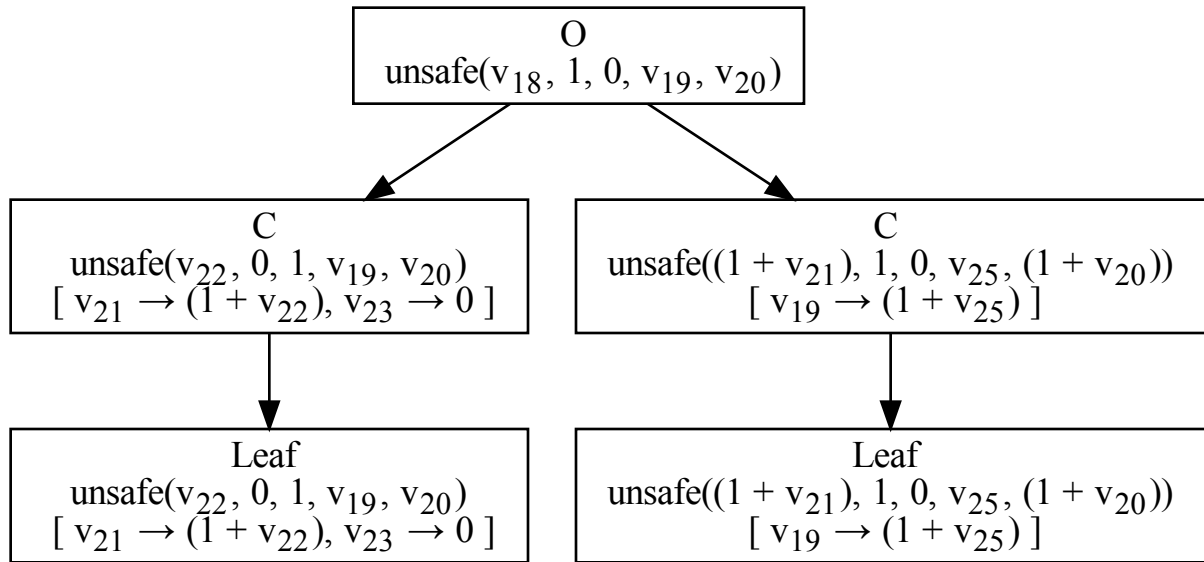 O
unsafe(v₁₈, 1, 0, v₁₉, v₂₀)
C
unsafe(v₂₂, 0, 1, v₁₉, v₂₀)
[ v₂₁ → (1 + v₂₂), v₂₃ → 0 ]
C
unsafe((1 + v₂₁), 1, 0, v₂₅, (1 + v₂₀))
[ v₁₉ → (1 + v₂₅) ]
Leaf
unsafe(v₂₂, 0, 1, v₁₉, v₂₀)
[ v₂₁ → (1 + v₂₂), v₂₃ → 0 ]
Leaf
unsafe((1 + v₂₁), 1, 0, v₂₅, (1 + v₂₀))
[ v₁₉ → (1 + v₂₅) ]